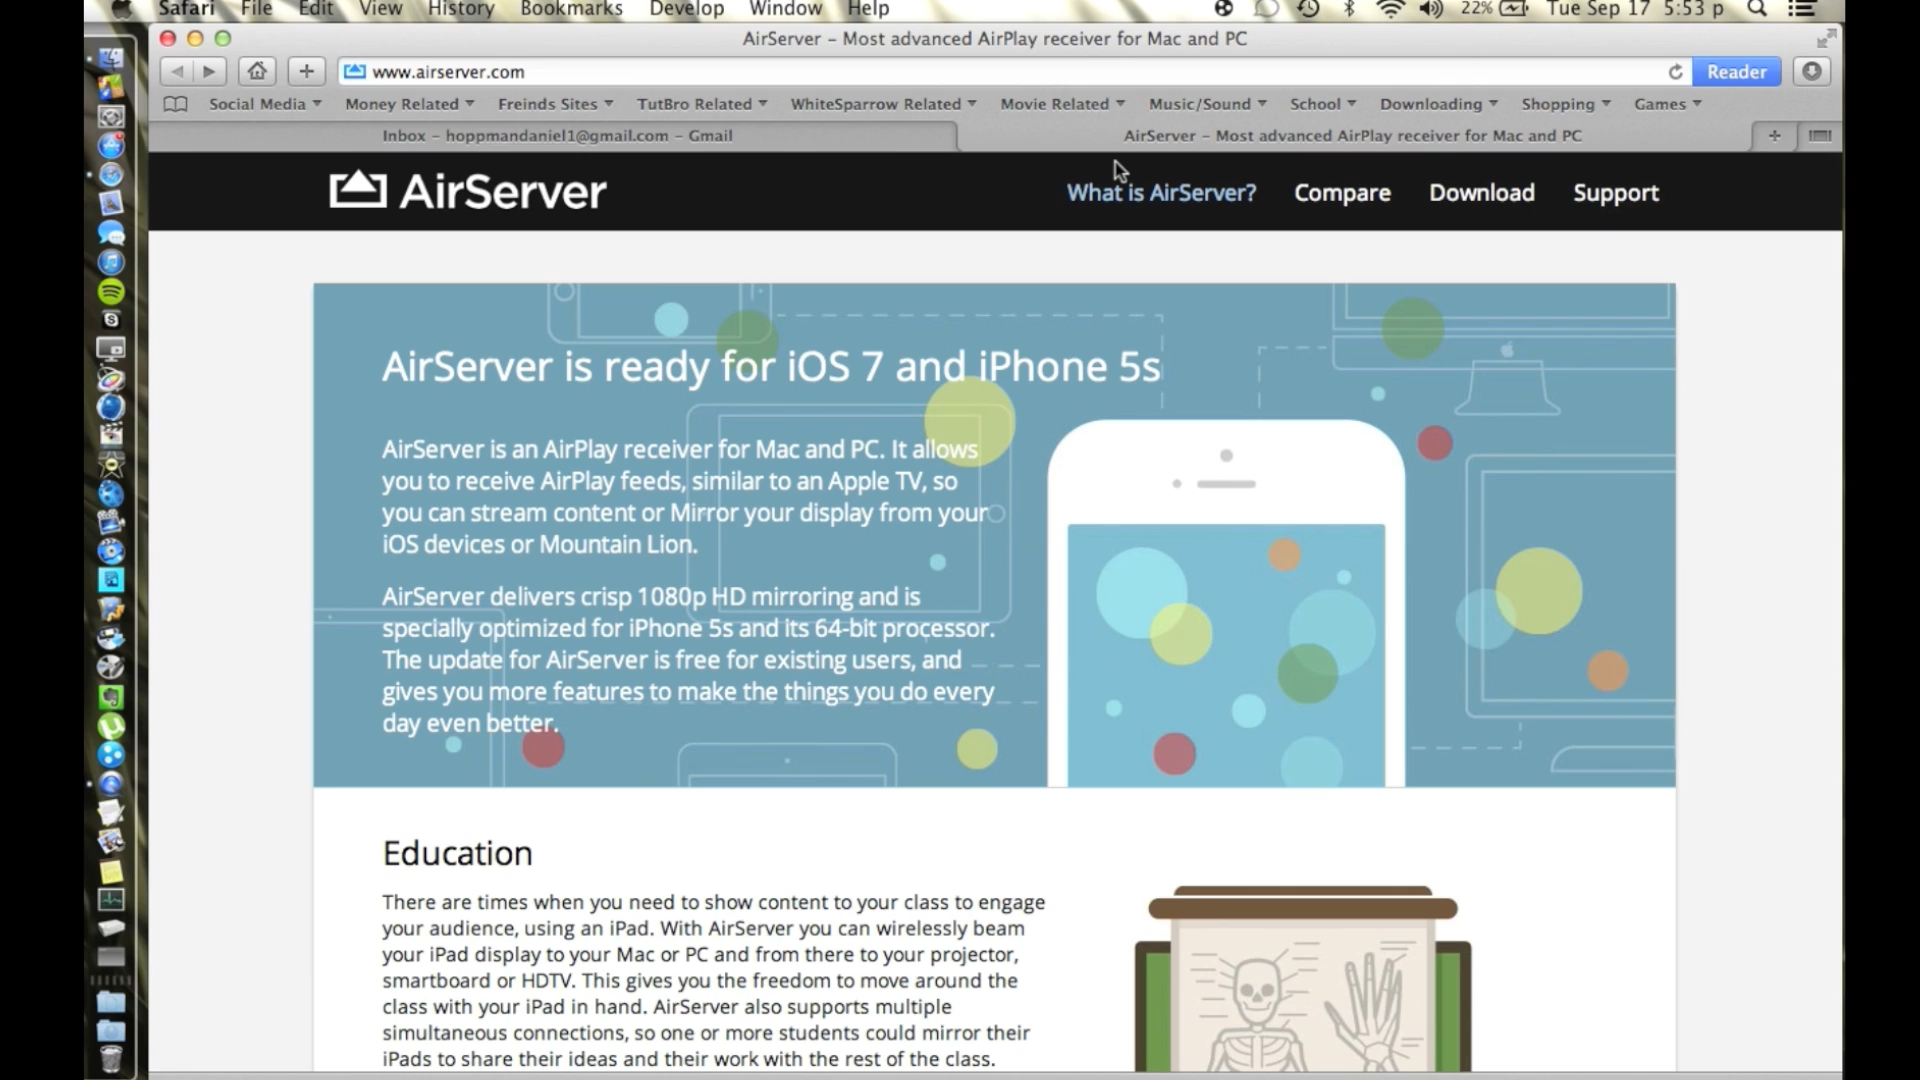 Safari File Edit View History Bookmarks Develop Window Help 22% Tue Sep 17 5:53 p
AirServer – Most advanced AirPlay receiver for Mac and PC
www.airserver.com Reader
Social Media Money Related Freinds Sites TutBro Related WhiteSparrow Related Movie Related Music/Sound School Downloading Shopping Games
Inbox – hoppmandaniel1@gmail.com – Gmail AirServer – Most advanced AirPlay receiver for Mac and PC
AirServer What is AirServer? Compare Download Support
AirServer is ready for iOS 7 and iPhone 5s
AirServer is an AirPlay receiver for Mac and PC. It allows
you to receive AirPlay feeds, similar to an Apple TV, so
you can stream content or Mirror your display from your
iOS devices or Mountain Lion.
AirServer delivers crisp 1080p HD mirroring and is
specially optimized for iPhone 5s and its 64-bit processor.
The update for AirServer is free for existing users, and
gives you more features to make the things you do every
day even better.
Education
There are times when you need to show content to your class to engage
your audience, using an iPad. With AirServer you can wirelessly beam
your iPad display to your Mac or PC and from there to your projector,
smartboard or HDTV. This gives you the freedom to move around the
class with your iPad in hand. AirServer also supports multiple
simultaneous connections, so one or more students could mirror their
iPads to share their ideas and their work with the rest of the class.